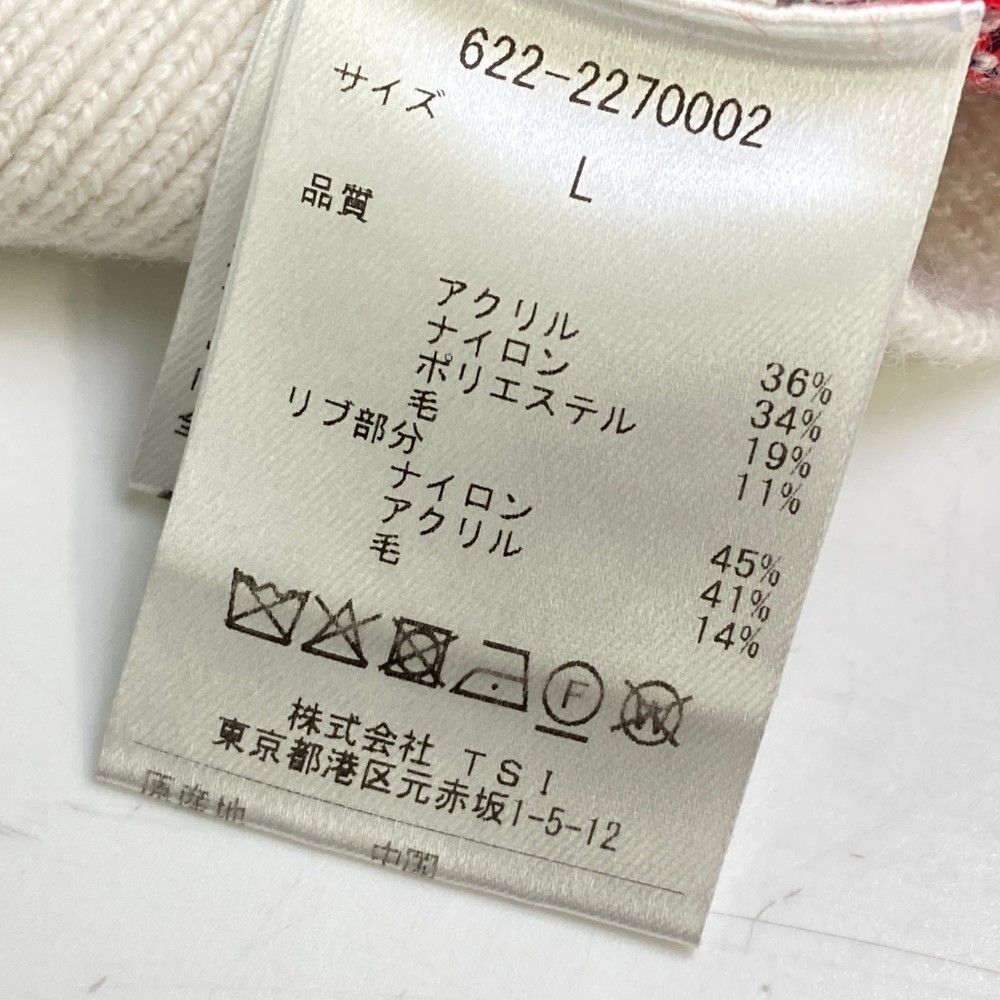 622-2270002
サイズ
L
品質
アクリル 36%
ナイロン 34%
ポリエステル 19%
毛 11%
リブ部分
ナイロン 45%
アクリル 41%
毛 14%
F
W
株式会社 TSI
東京都港区元赤坂1-5-12
原産地